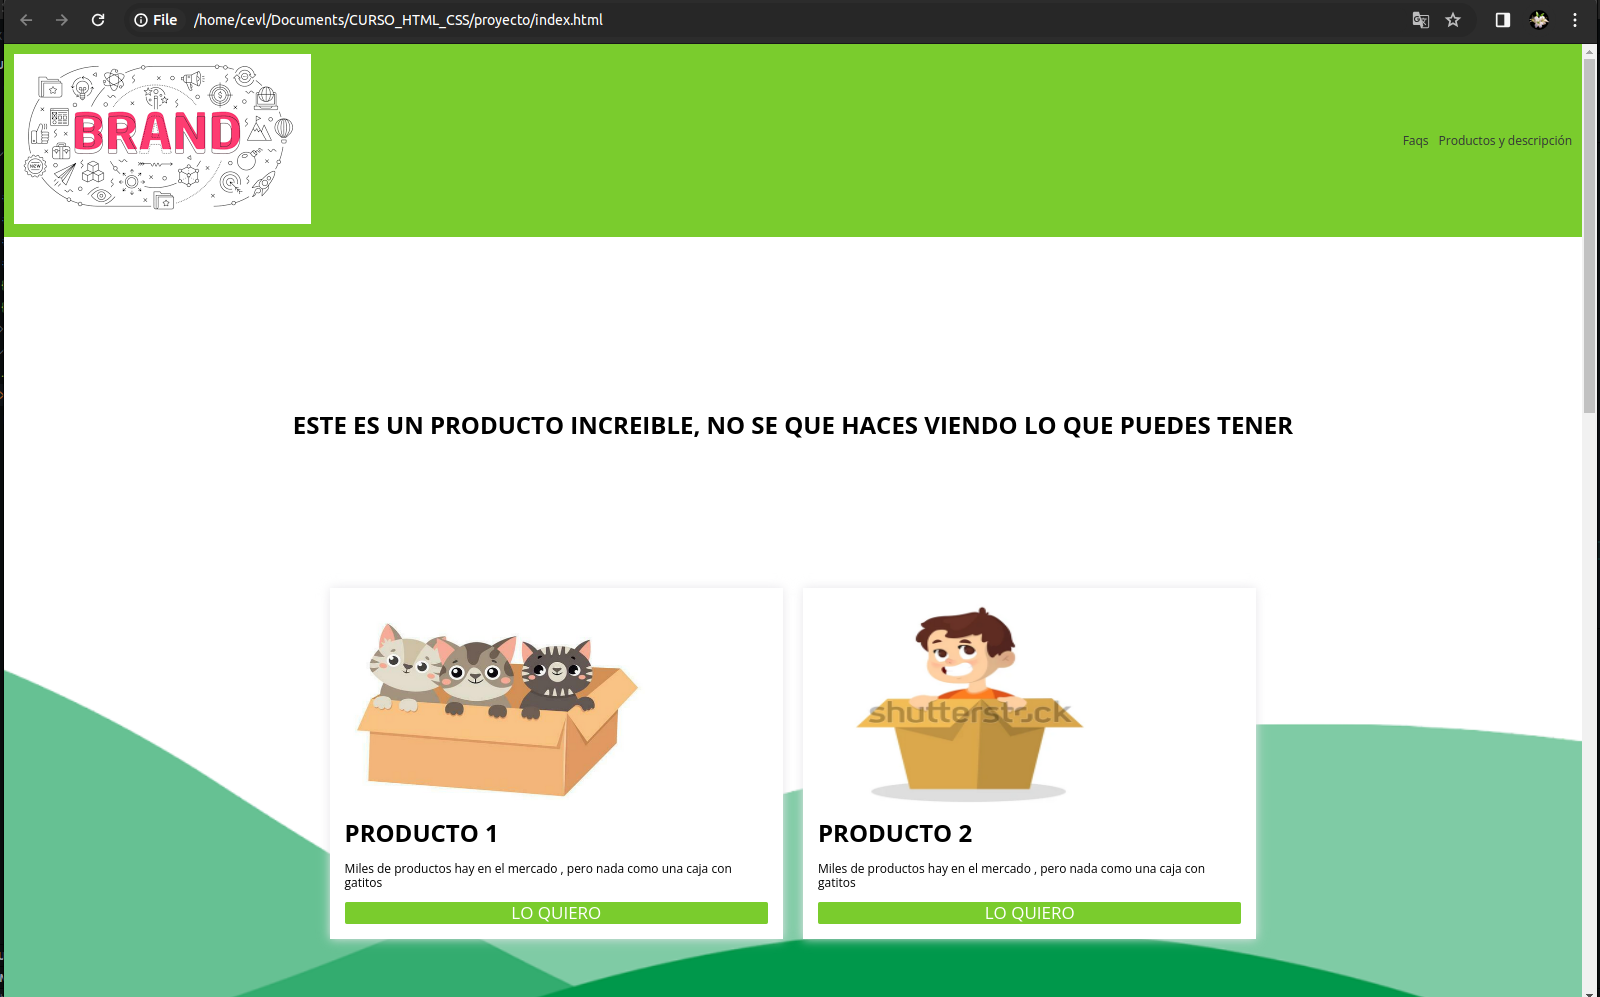 File /home/cevl/Documents/CURSO_HTML_CSS/proyecto/index.html
BRAND
NEW
Faqs Productos y descripción
ESTE ES UN PRODUCTO INCREIBLE, NO SE QUE HACES VIENDO LO QUE PUEDES TENER
shutterstock
PRODUCTO 1
Miles de productos hay en el mercado , pero nada como una caja con
gatitos
LO QUIERO
PRODUCTO 2
Miles de productos hay en el mercado , pero nada como una caja con
gatitos
LO QUIERO